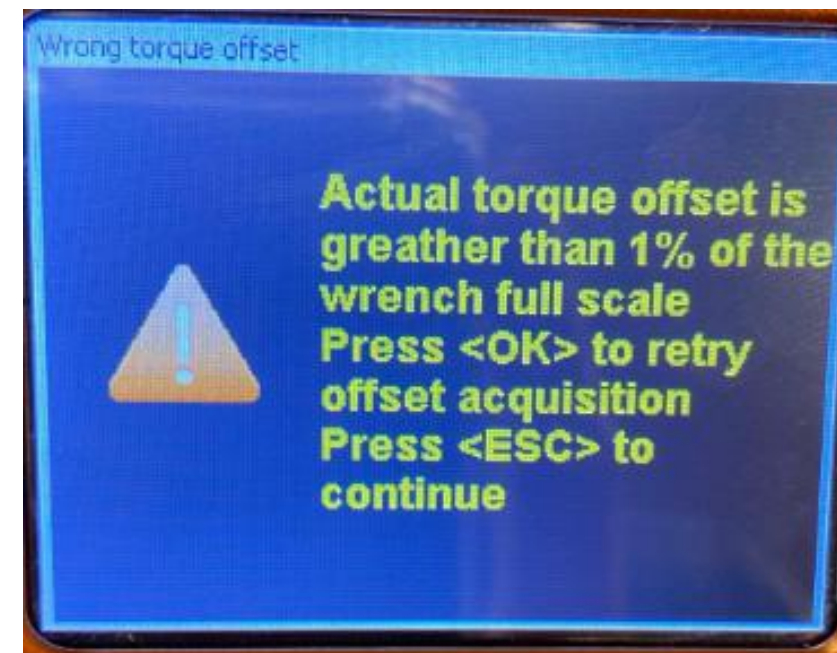 Wrong torque offset
Actual torque offset is
greather than 1% of the
wrench full scale
Press <OK> to retry
offset acquisition
Press <ESC> to
continue